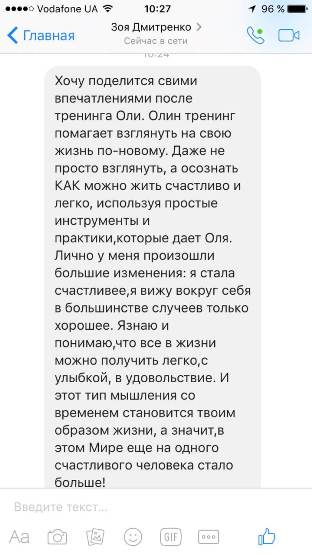 Vodafone UA 10:27 96 %
Главная Зоя Дмитренко
Сейчас в сети
10:24
Хочу поделится свими
впечатлениями после
тренинга Оли. Олин тренинг
помагает взглянуть на свою
жизнь по-новому. Даже не
просто взглянуть, а осознать
КАК можно жить счастливо и
легко, используя простые
инструменты и
практики,которые дает Оля.
Лично у меня произошли
большие изменения: я стала
счастливее,я вижу вокруг себя
в большинстве случеев только
хорошее. Язнаю и
понимаю,что все в жизни
можно получить легко,с
улыбкой, в удовольствие. И
этот тип мышления со
временем становится твоим
образом жизни, а значит,в
этом Мире еще на одного
счастливого человека стало
больше!
Введите текст...
Aa GIF